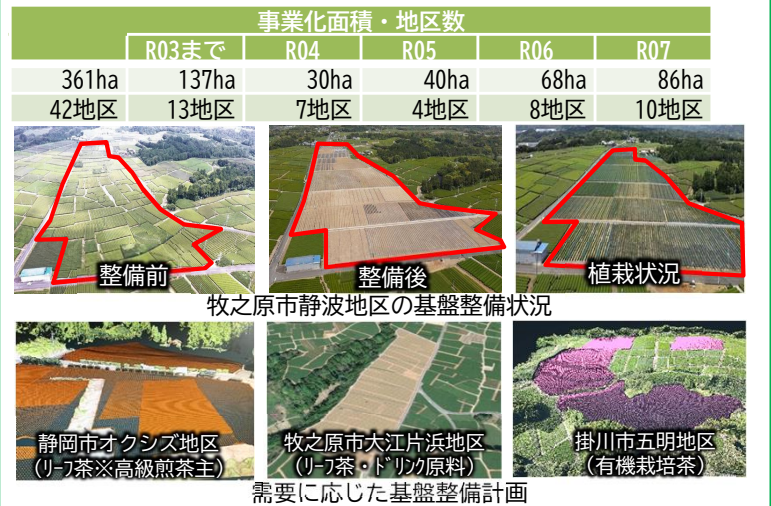 事業化面積・地区数
R03まで R04 R05 R06 R07
361ha 137ha 30ha 40ha 68ha 86ha
42地区 13地区 7地区 4地区 8地区 10地区
整備前 整備後 植栽状況
牧之原市静波地区の基盤整備状況
静岡市オクシズ地区 牧之原市大江片浜地区 掛川市五明地区
(ﾘｰﾌ茶※高級煎茶主) (ﾘｰﾌ茶・ﾄﾞﾘﾝｸ原料) (有機栽培茶)
需要に応じた基盤整備計画